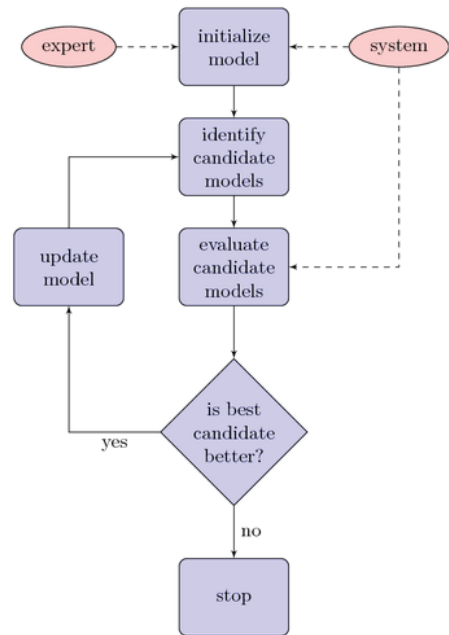 expert
initialize
model
system
identify
candidate
models
update
model
evaluate
candidate
models
is best
candidate
better?
yes
no
stop